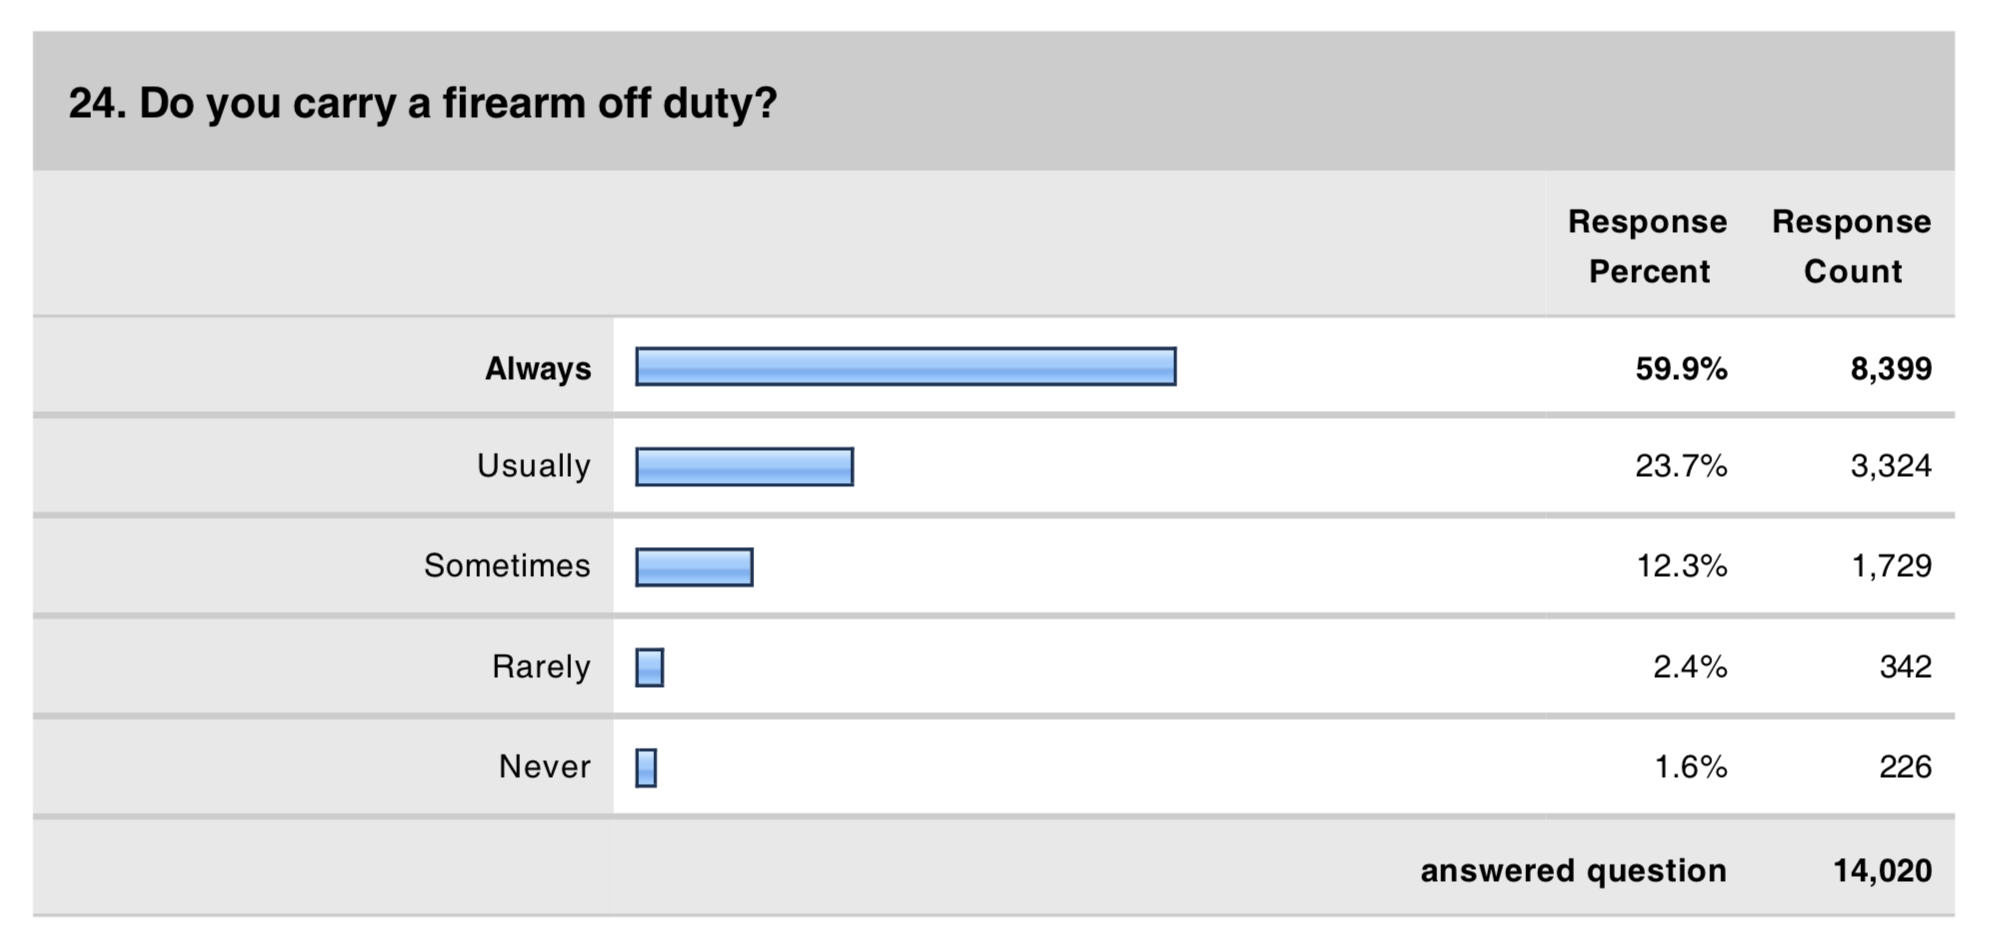 24. Do you carry a firearm off duty?
Response Percent Response Count
Always 59.9% 8,399
Usually 23.7% 3,324
Sometimes 12.3% 1,729
Rarely 2.4% 342
Never 1.6% 226
answered question 14,020